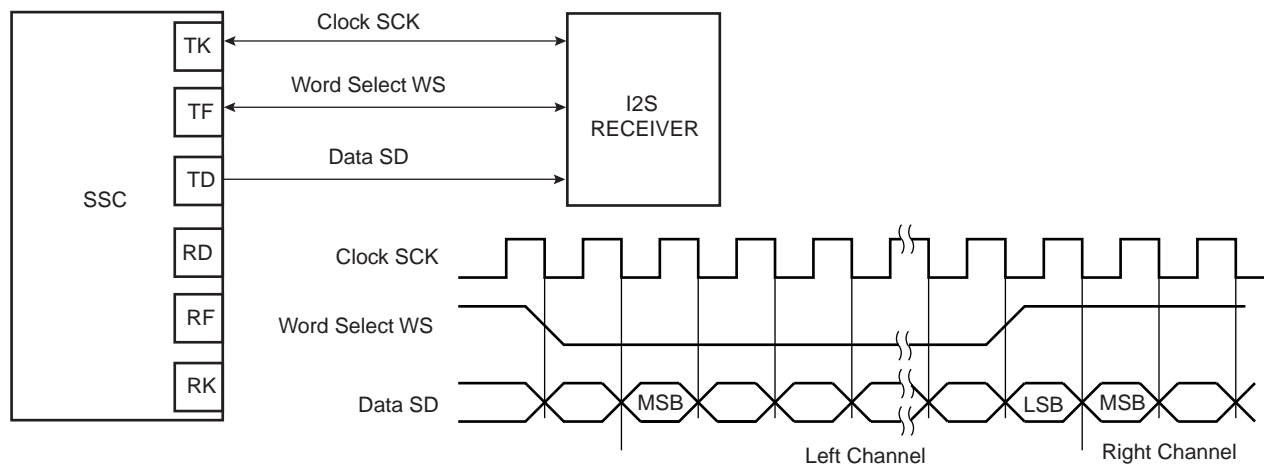 SSC
TK
TF
TD
RD
RF
RK
Clock SCK
Word Select WS
Data SD
I2S
RECEIVER
Clock SCK
Word Select WS
Data SD
MSB
LSB
MSB
Left Channel
Right Channel